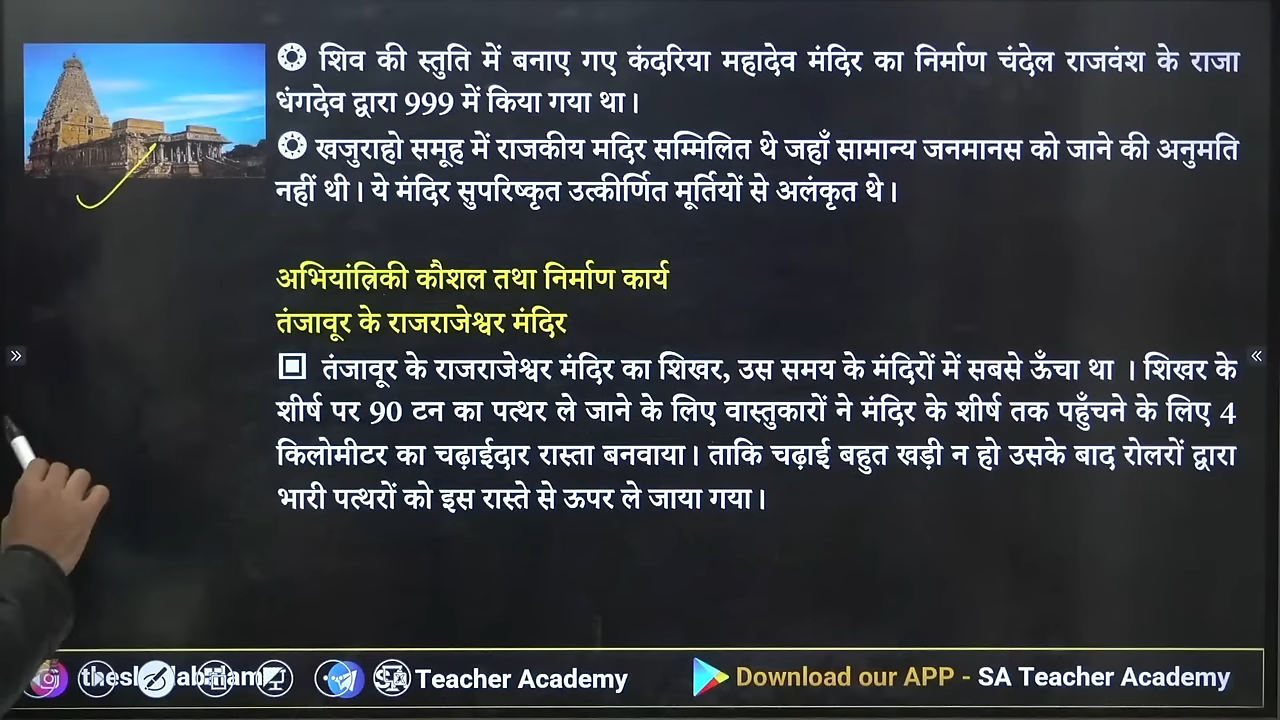 शिव की स्तुति में बनाए गए कंदरिया महादेव मंदिर का निर्माण चंदेल राजवंश के राजा
धंगदेव द्वारा 999 में किया गया था।
खजुराहो समूह में राजकीय मदिर सम्मिलित थे जहाँ सामान्य जनमानस को जाने की अनुमति
नहीं थी। ये मंदिर सुपरिष्कृत उत्कीर्णित मूर्तियों से अलंकृत थे।
अभियांत्रिकी कौशल तथा निर्माण कार्य
तंजावूर के राजराजेश्वर मंदिर
तंजावूर के राजराजेश्वर मंदिर का शिखर, उस समय के मंदिरों में सबसे ऊँचा था । शिखर के
शीर्ष पर 90 टन का पत्थर ले जाने के लिए वास्तुकारों ने मंदिर के शीर्ष तक पहुँचने के लिए 4
किलोमीटर का चढ़ाईदार रास्ता बनवाया। ताकि चढ़ाई बहुत खड़ी न हो उसके बाद रोलरों द्वारा
भारी पत्थरों को इस रास्ते से ऊपर ले जाया गया।
Teacher Academy
Download our APP - SA Teacher Academy